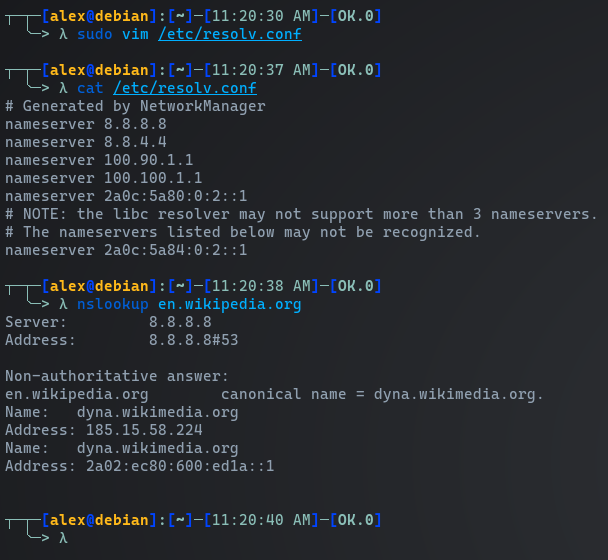 ┬──┬─[alex@debian]:[~]─[11:20:30 AM]─[OK.0]
╰─> λ sudo vim /etc/resolv.conf
┬──┬─[alex@debian]:[~]─[11:20:37 AM]─[OK.0]
╰─> λ cat /etc/resolv.conf
# Generated by NetworkManager
nameserver 8.8.8.8
nameserver 8.8.4.4
nameserver 100.90.1.1
nameserver 100.100.1.1
nameserver 2a0c:5a80:0:2::1
# NOTE: the libc resolver may not support more than 3 nameservers.
# The nameservers listed below may not be recognized.
nameserver 2a0c:5a84:0:2::1
┬──┬─[alex@debian]:[~]─[11:20:38 AM]─[OK.0]
╰─> λ nslookup en.wikipedia.org
Server:         8.8.8.8
Address:        8.8.8.8#53
Non-authoritative answer:
en.wikipedia.org        canonical name = dyna.wikimedia.org.
Name:   dyna.wikimedia.org
Address: 185.15.58.224
Name:   dyna.wikimedia.org
Address: 2a02:ec80:600:ed1a::1
┬──┬─[alex@debian]:[~]─[11:20:40 AM]─[OK.0]
╰─> λ